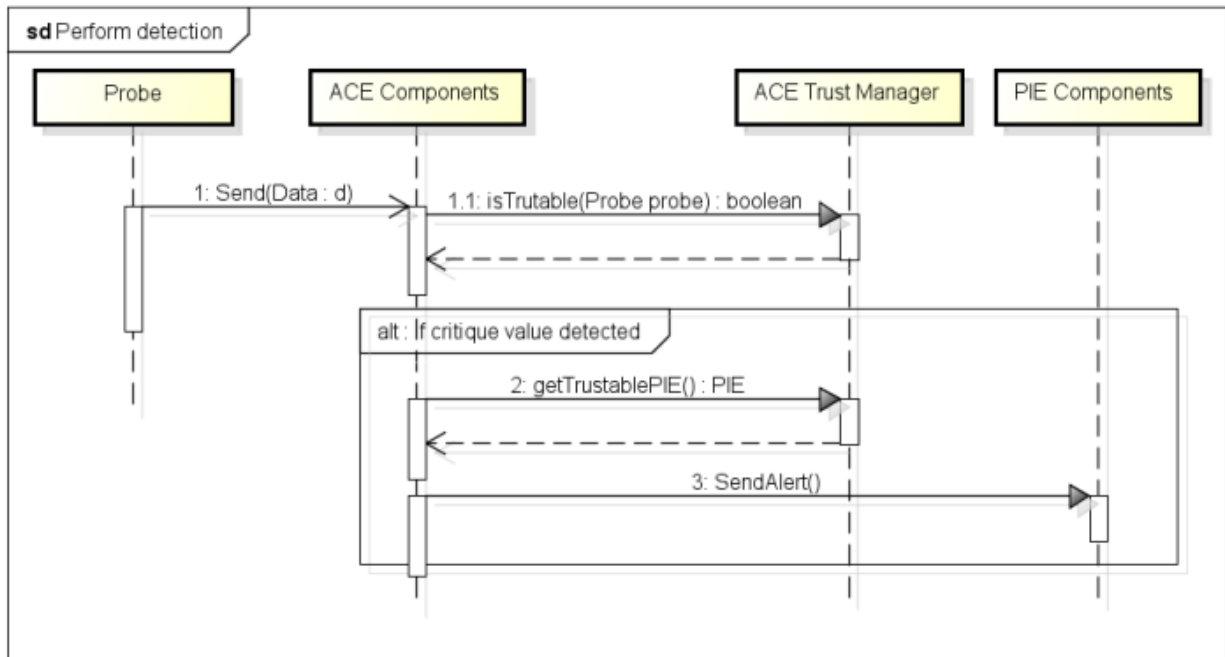 sd Perform detection
Probe
ACE Components
ACE Trust Manager
PIE Components
1: Send(Data : d)
1.1: isTrutable(Probe probe) : boolean
alt : If critique value detected
2: getTrustablePIE() : PIE
3: SendAlert()